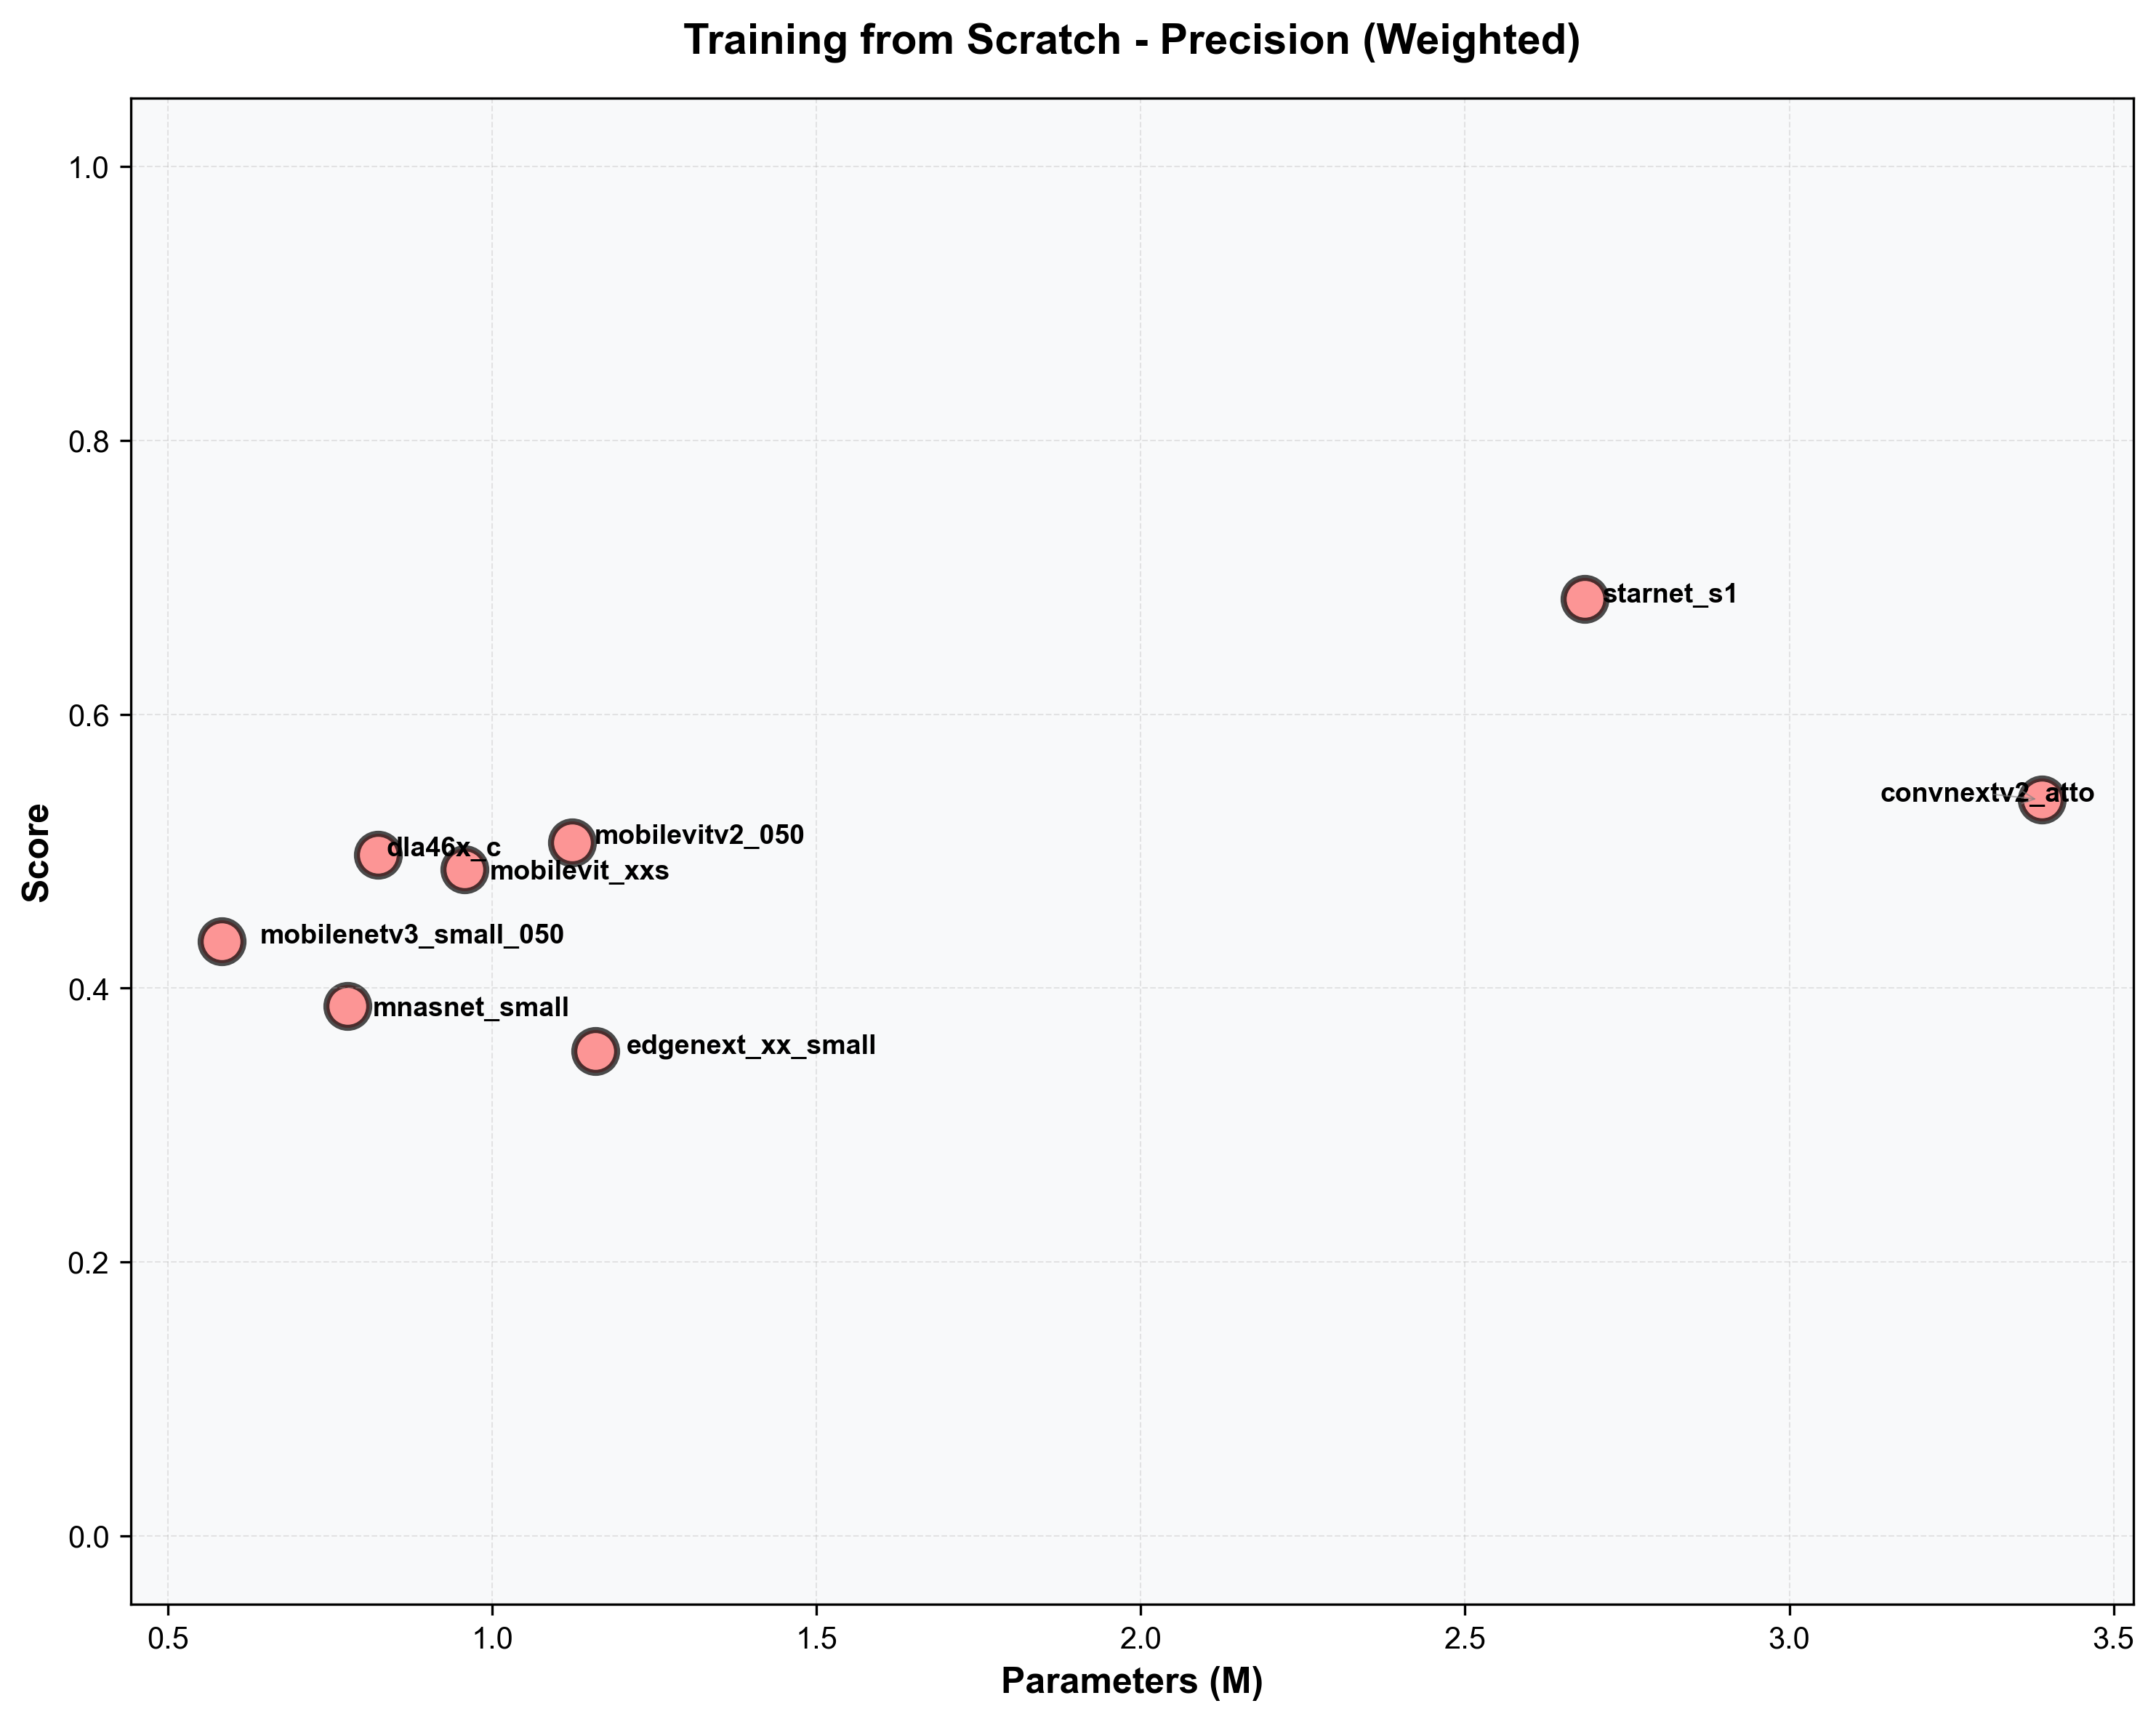 Training from Scratch - Precision (Weighted)
1.0
0.8
0.6
0.4
0.2
0.0
Score
starnet_s1
convnextv2_atto
mobilevitv2_050
dla46x_c
mobilevit_xxs
mobilenetv3_small_050
mnasnet_small
edgenext_xx_small
0.5 1.0 1.5 2.0 2.5 3.0 3.5
Parameters (M)